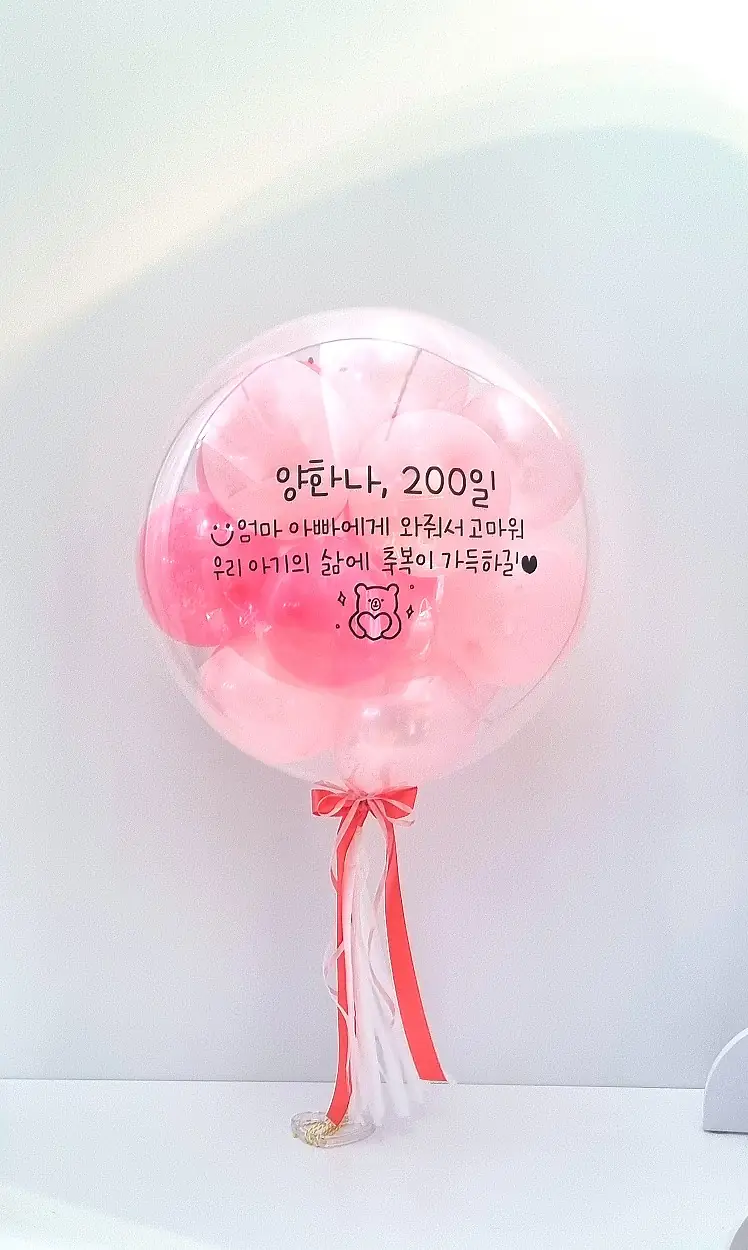 양하나, 200일
엄마 아빠에게 와줘서 고마워
우리 아기의 삶에 축복이 가득하길♥